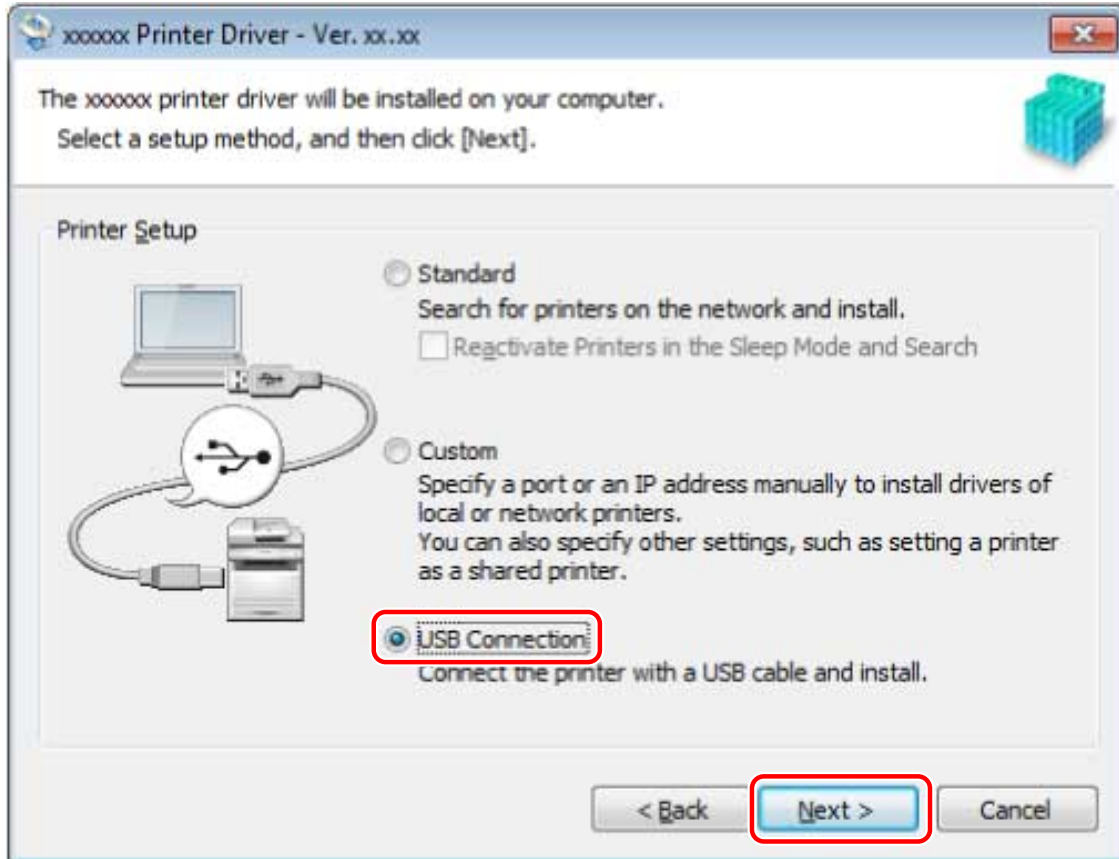 xxxxxx Printer Driver - Ver. xx.xx
The xxxxxx printer driver will be installed on your computer.
Select a setup method, and then click [Next].
Printer Setup
Standard
Search for printers on the network and install.
Reactivate Printers in the Sleep Mode and Search
Custom
Specify a port or an IP address manually to install drivers of
local or network printers.
You can also specify other settings, such as setting a printer
as a shared printer.
USB Connection
Connect the printer with a USB cable and install.
< Back
Next >
Cancel